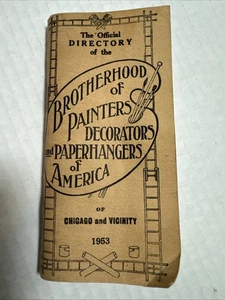 The Official
DIRECTORY
of the
BROTHERHOOD
of
PAINTERS
DECORATORS
and PAPERHANGERS
of
AMERICA
OF
CHICAGO and VICINITY
1953